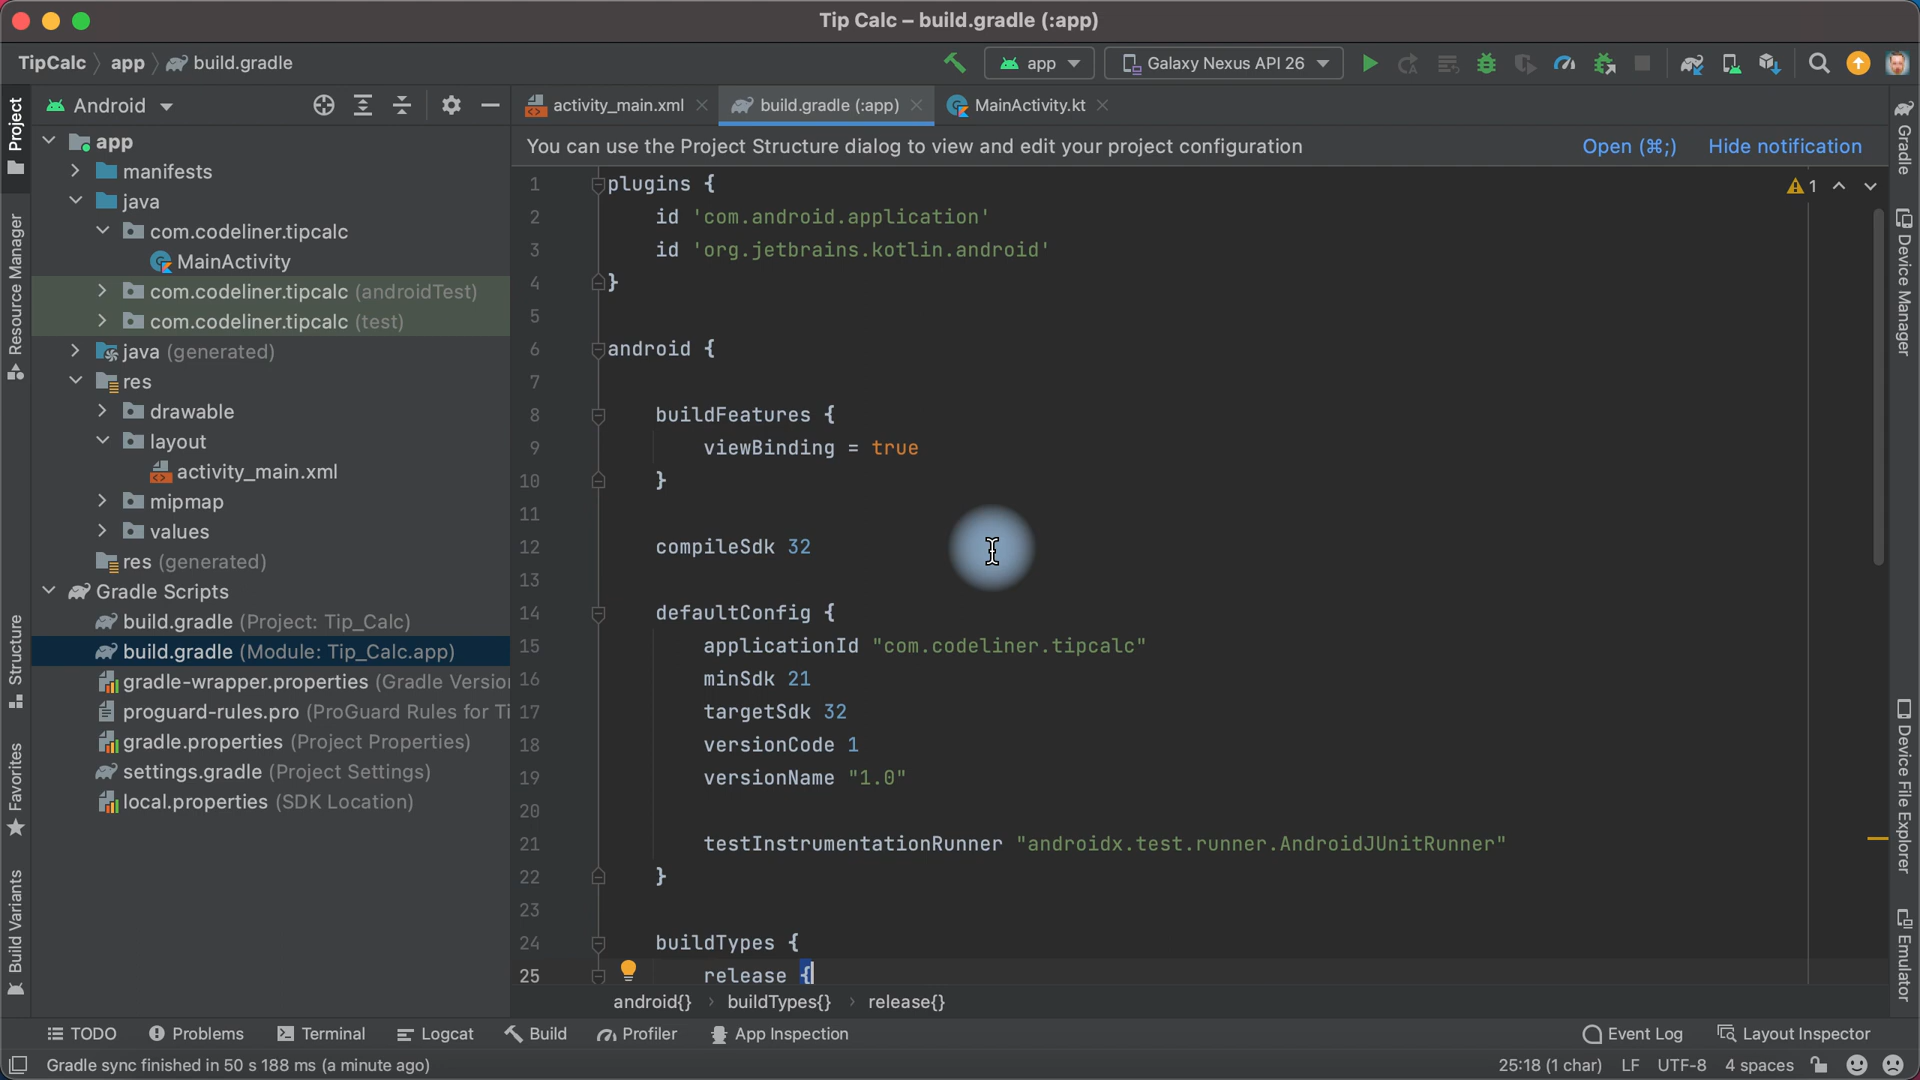 Tip Calc – build.gradle (:app)
TipCalc
app
build.gradle
app
Galaxy Nexus API 26
Project
Resource Manager
Structure
Favorites
Build Variants
Android
app
manifests
java
com.codeliner.tipcalc
MainActivity
com.codeliner.tipcalc (androidTest)
com.codeliner.tipcalc (test)
java (generated)
res
drawable
layout
activity_main.xml
mipmap
values
res (generated)
Gradle Scripts
build.gradle (Project: Tip_Calc)
build.gradle (Module: Tip_Calc.app)
gradle-wrapper.properties (Gradle Versio
proguard-rules.pro (ProGuard Rules for Ti
gradle.properties (Project Properties)
settings.gradle (Project Settings)
local.properties (SDK Location)
activity_main.xml
build.gradle (:app)
MainActivity.kt
You can use the Project Structure dialog to view and edit your project configuration
Open (⌘;)
Hide notification
1
1 plugins {
2 id 'com.android.application'
3 id 'org.jetbrains.kotlin.android'
4 }
5
6 android {
7
8 buildFeatures {
9 viewBinding = true
10 }
11
12 compileSdk 32
13
14 defaultConfig {
15 applicationId "com.codeliner.tipcalc"
16 minSdk 21
17 targetSdk 32
18 versionCode 1
19 versionName "1.0"
20
21 testInstrumentationRunner "androidx.test.runner.AndroidJUnitRunner"
22 }
23
24 buildTypes {
25 release {
android{} › buildTypes{} › release{}
Gradle
Device Manager
Device File Explorer
Emulator
TODO
Problems
Terminal
Logcat
Build
Profiler
App Inspection
Event Log
Layout Inspector
Gradle sync finished in 50 s 188 ms (a minute ago)
25:18 (1 char)
LF
UTF-8
4 spaces